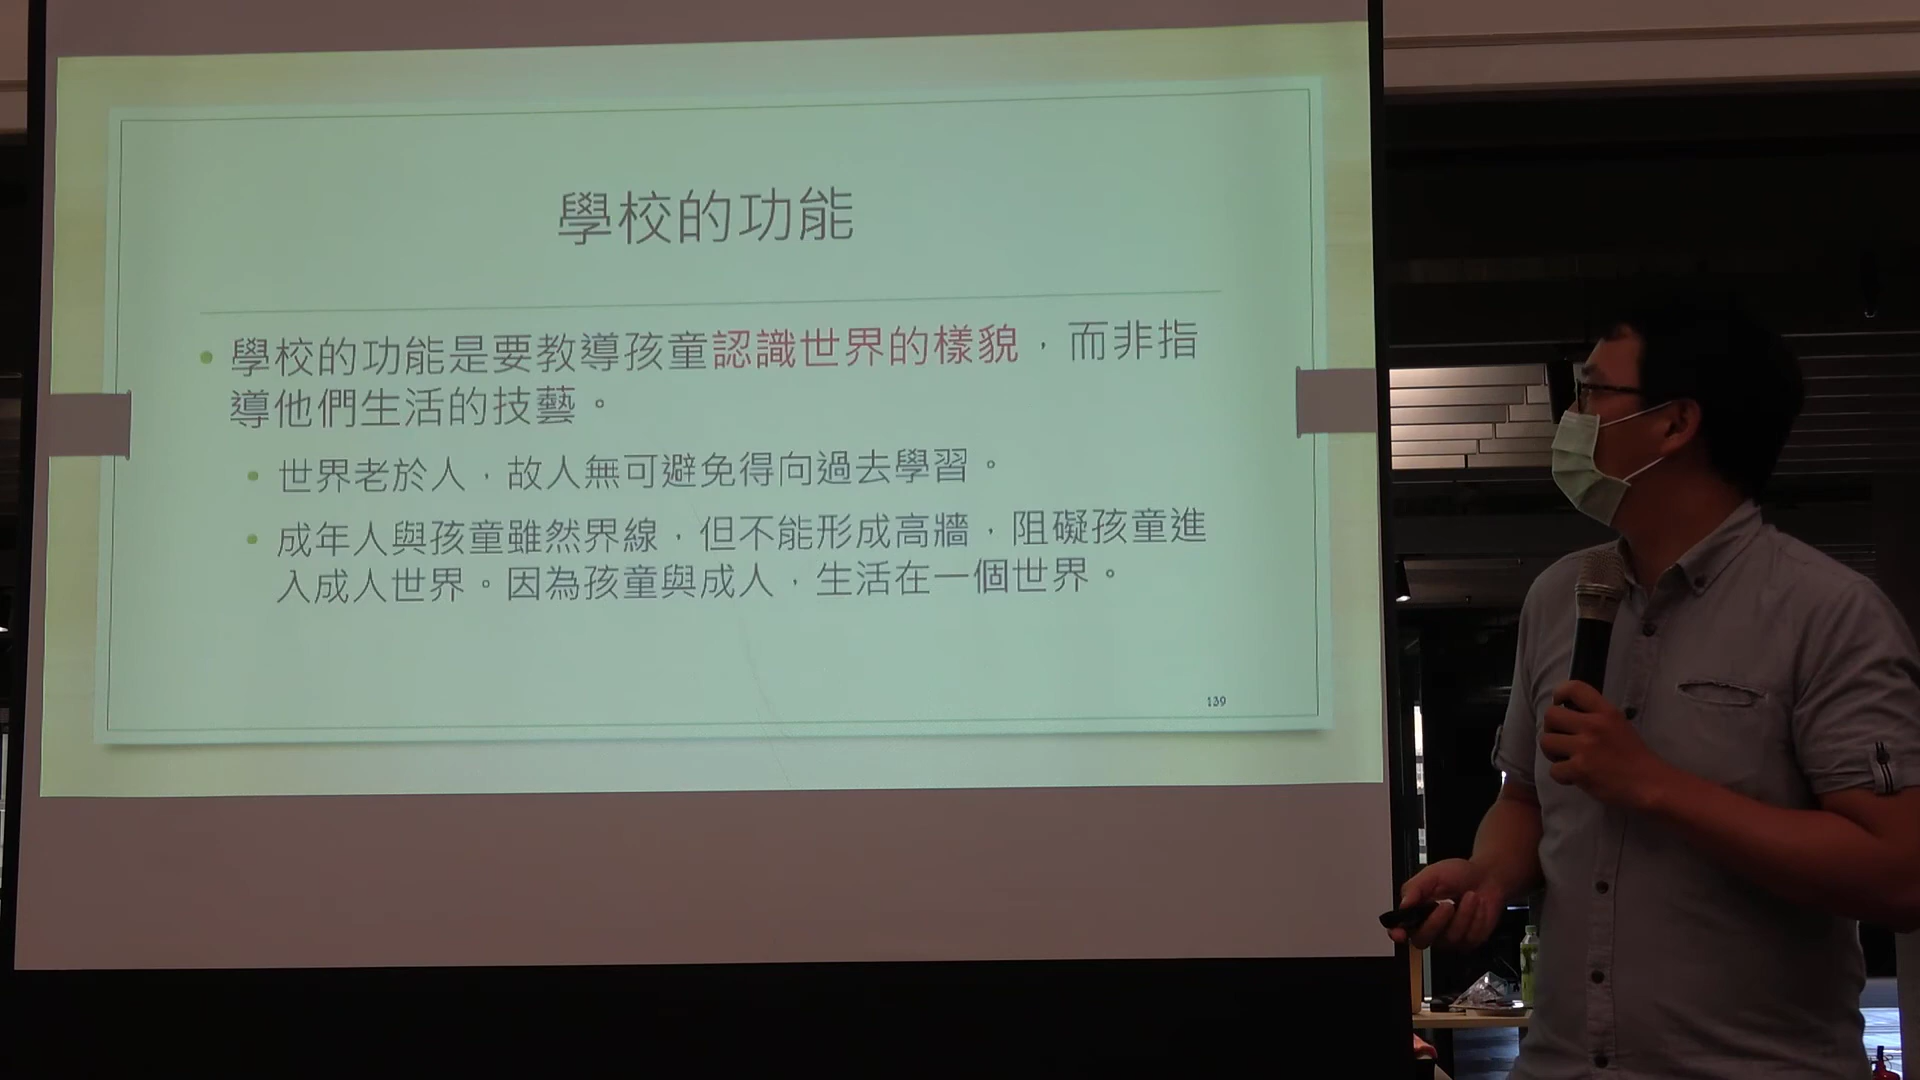 學校的功能
學校的功能是要教導孩童認識世界的樣貌，而非指
導他們生活的技藝。
世界老於人，故人無可避免得向過去學習。
成年人與孩童雖然界線，但不能形成高牆，阻礙孩童進
入成人世界。因為孩童與成人，生活在一個世界。
139